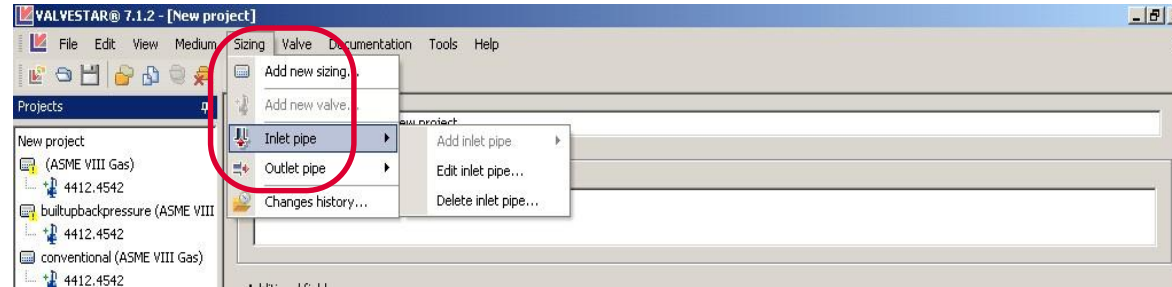 VALVESTAR® 7.1.2 - [New project]
File Edit View Medium Sizing Valve Documentation Tools Help
Add new sizing...
Projects
Add new valve...
new project
New project
Inlet pipe
Add inlet pipe
(ASME VIII Gas)
Outlet pipe
Edit inlet pipe...
4412.4542
Changes history...
Delete inlet pipe...
builtupbackpressure (ASME VIII
4412.4542
conventional (ASME VIII Gas)
4412.4542